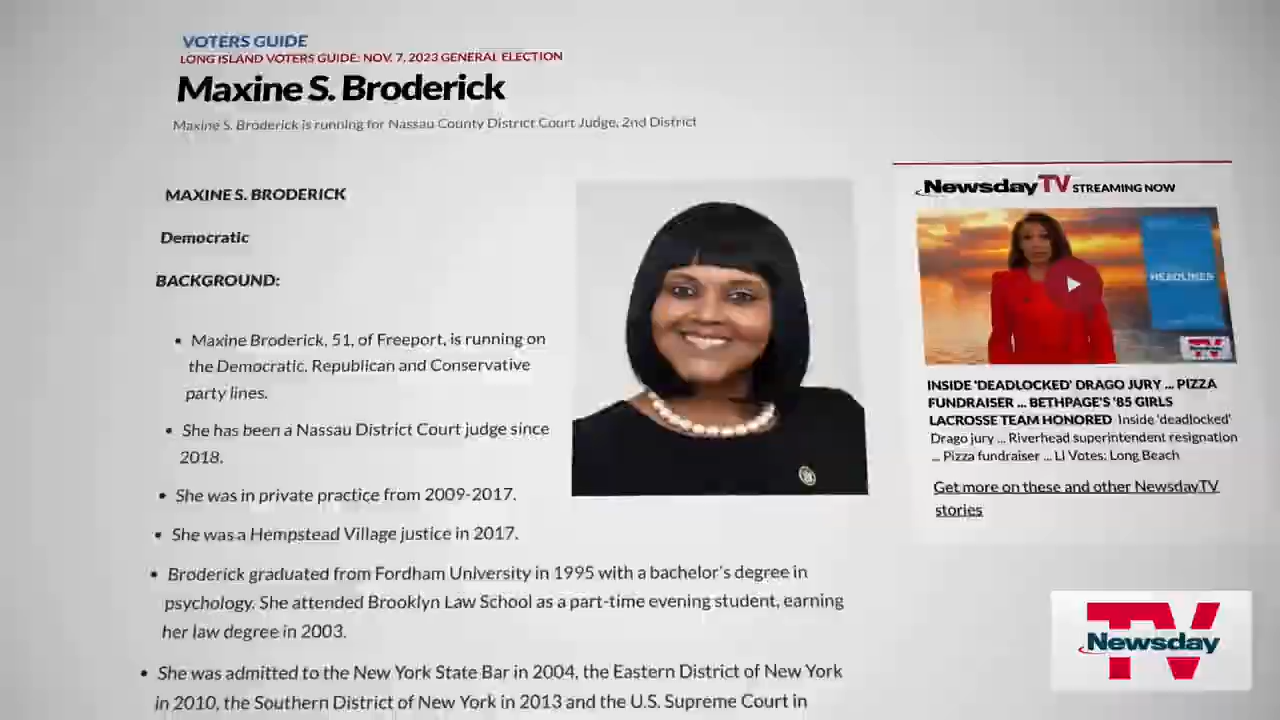 VOTERS GUIDE
LONG ISLAND VOTERS GUIDE: NOV. 7, 2023 GENERAL ELECTION
Maxine S. Broderick
Maxine S. Broderick is running for Nassau County District Court Judge, 2nd District
MAXINE S. BRODERICK
Democratic
BACKGROUND:
• Maxine Broderick, 51, of Freeport, is running on
the Democratic, Republican and Conservative
party lines.
• She has been a Nassau District Court judge since
2018.
• She was in private practice from 2009-2017.
• She was a Hempstead Village justice in 2017.
• Broderick graduated from Fordham University in 1995 with a bachelor's degree in
psychology. She attended Brooklyn Law School as a part-time evening student, earning
her law degree in 2003.
• She was admitted to the New York State Bar in 2004, the Eastern District of New York
in 2010, the Southern District of New York in 2013 and the U.S. Supreme Court in
Newsday TV STREAMING NOW
HEADLINES
TV
INSIDE 'DEADLOCKED' DRAGO JURY ... PIZZA
FUNDRAISER ... BETHPAGE'S '85 GIRLS
LACROSSE TEAM HONORED Inside 'deadlocked'
Drago jury ... Riverhead superintendent resignation
... Pizza fundraiser ... LI Votes: Long Beach
Get more on these and other NewsdayTV
stories
TV
Newsday